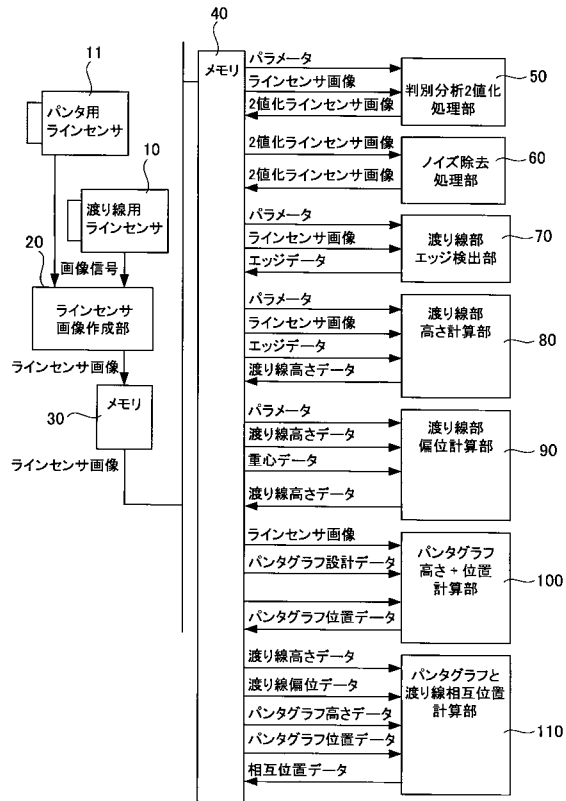 11
パンタ用
ラインセンサ
10
渡り線用
ラインセンサ
20
画像信号
ラインセンサ
画像作成部
ラインセンサ画像
30
メモリ
ラインセンサ画像
40
メモリ
パラメータ
ラインセンサ画像
2値化ラインセンサ画像
判別分析2値化
処理部
50
2値化ラインセンサ画像
2値化ラインセンサ画像
ノイズ除去
処理部
60
パラメータ
ラインセンサ画像
エッジデータ
渡り線部
エッジ検出部
70
パラメータ
ラインセンサ画像
エッジデータ
渡り線高さデータ
渡り線部
高さ計算部
80
パラメータ
渡り線高さデータ
重心データ
渡り線高さデータ
渡り線部
偏位計算部
90
ラインセンサ画像
パンタグラフ設計データ
パンタグラフ位置データ
パンタグラフ
高さ+位置
計算部
100
渡り線高さデータ
渡り線偏位データ
パンタグラフ高さデータ
パンタグラフ位置データ
相互位置データ
パンタグラフと
渡り線相互位置
計算部
110